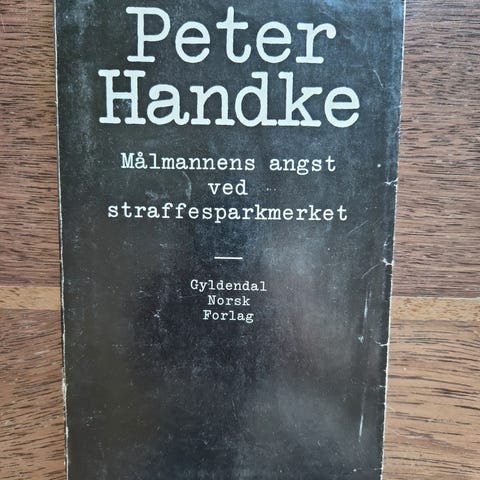 Peter
Handke
Målmannens angst
ved
straffesparkmerket
Gyldendal
Norsk
Forlag